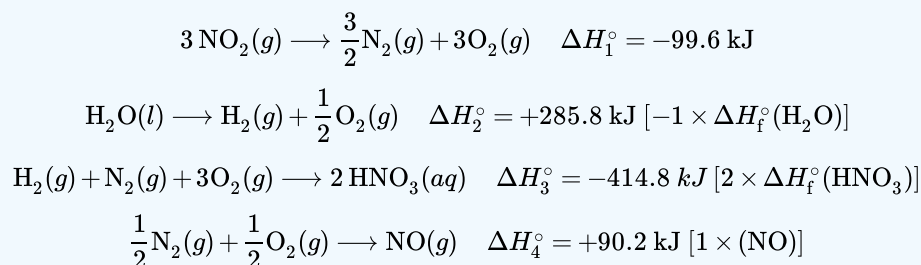 3 NO₂(g) ⟶ 3/2 N₂(g) + 3O₂(g) ΔH₁° = −99.6 kJ
H₂O(l) ⟶ H₂(g) + 1/2 O₂(g) ΔH₂° = +285.8 kJ [−1 × ΔH_f°(H₂O)]
H₂(g) + N₂(g) + 3O₂(g) ⟶ 2 HNO₃(aq) ΔH₃° = −414.8 kJ [2 × ΔH_f°(HNO₃)]
1/2 N₂(g) + 1/2 O₂(g) ⟶ NO(g) ΔH₄° = +90.2 kJ [1 × (NO)]